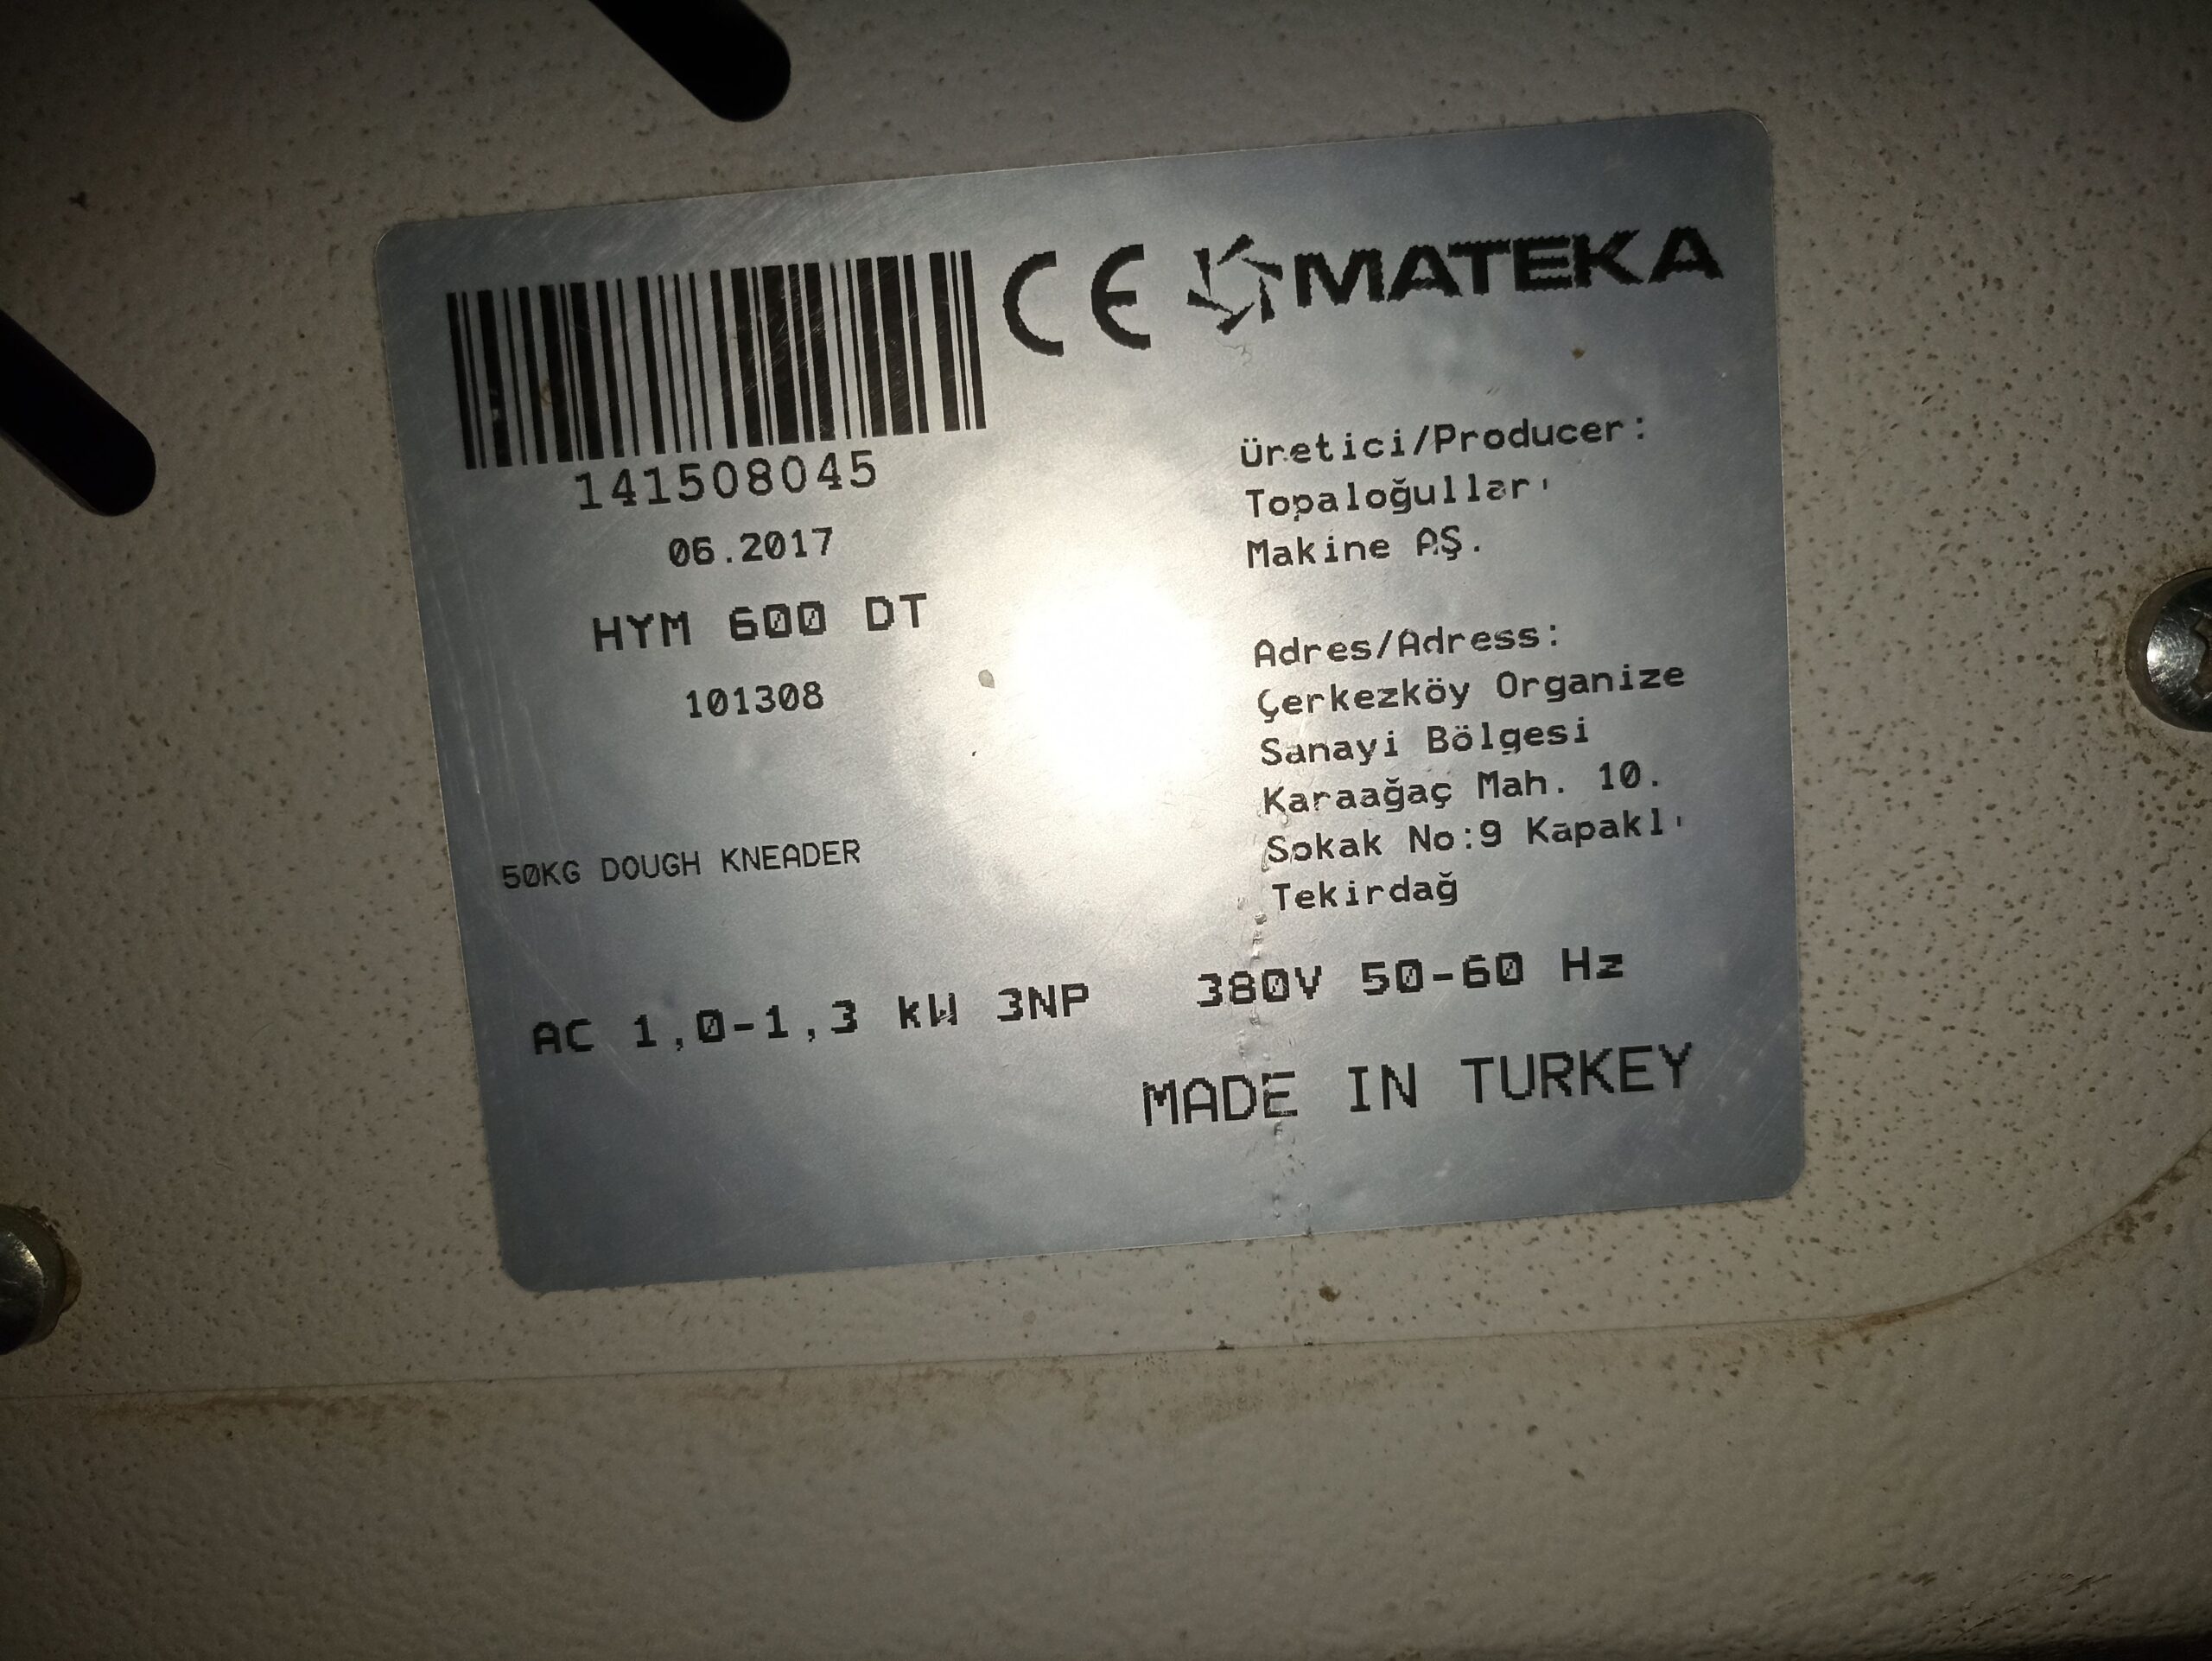 CE MATEKA
141508045
06.2017
HYM 600 DT
101308
50KG DOUGH KNEADER
Üretici/Producer:
Topaloğulları
Makine AŞ.
Adres/Adress:
Çerkezköy Organize
Sanayi Bölgesi
Karaağaç Mah. 10.
Sokak No:9 Kapaklı
Tekirdağ
AC 1,0-1,3 kW 3NP 380V 50-60 Hz
MADE IN TURKEY